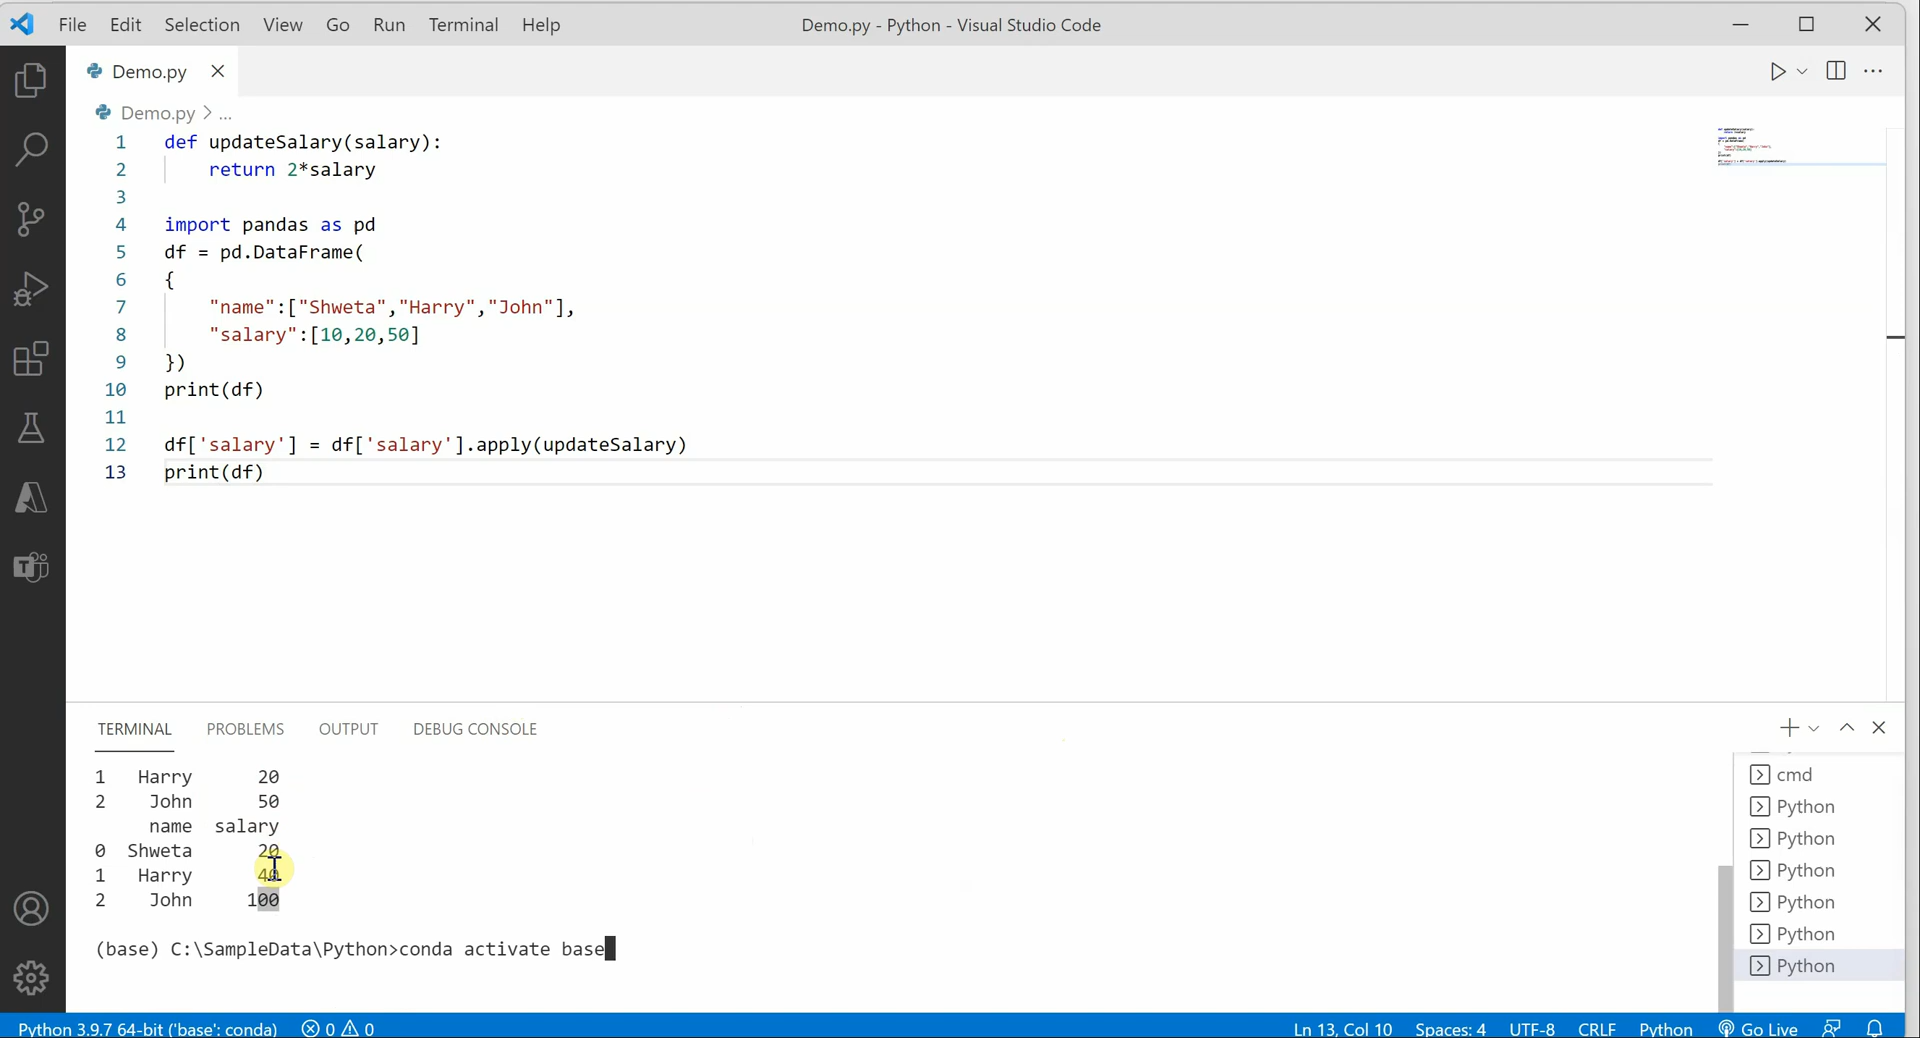 File Edit Selection View Go Run Terminal Help Demo.py - Python - Visual Studio Code
Demo.py
Demo.py > ...
1 def updateSalary(salary):
2 return 2*salary
3
4 import pandas as pd
5 df = pd.DataFrame(
6 {
7 "name":["Shweta","Harry","John"],
8 "salary":[10,20,50]
9 })
10 print(df)
11
12 df['salary'] = df['salary'].apply(updateSalary)
13 print(df)
TERMINAL PROBLEMS OUTPUT DEBUG CONSOLE
1 Harry 20
2 John 50
name salary
0 Shweta 20
1 Harry 40
2 John 100
(base) C:\SampleData\Python>conda activate base
cmd
Python
Python
Python
Python
Python
Python
Python 3.9.7 64-bit ('base': conda) 0 0 Ln 13, Col 10 Spaces: 4 UTF-8 CRLF Python Go Live